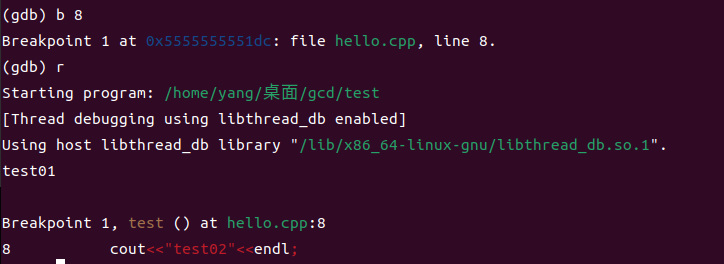 (gdb) b 8
Breakpoint 1 at 0x5555555551dc: file hello.cpp, line 8.
(gdb) r
Starting program: /home/yang/桌面/gcd/test
[Thread debugging using libthread_db enabled]
Using host libthread_db library "/lib/x86_64-linux-gnu/libthread_db.so.1".
test01
Breakpoint 1, test () at hello.cpp:8
8           cout<<"test02"<<endl;